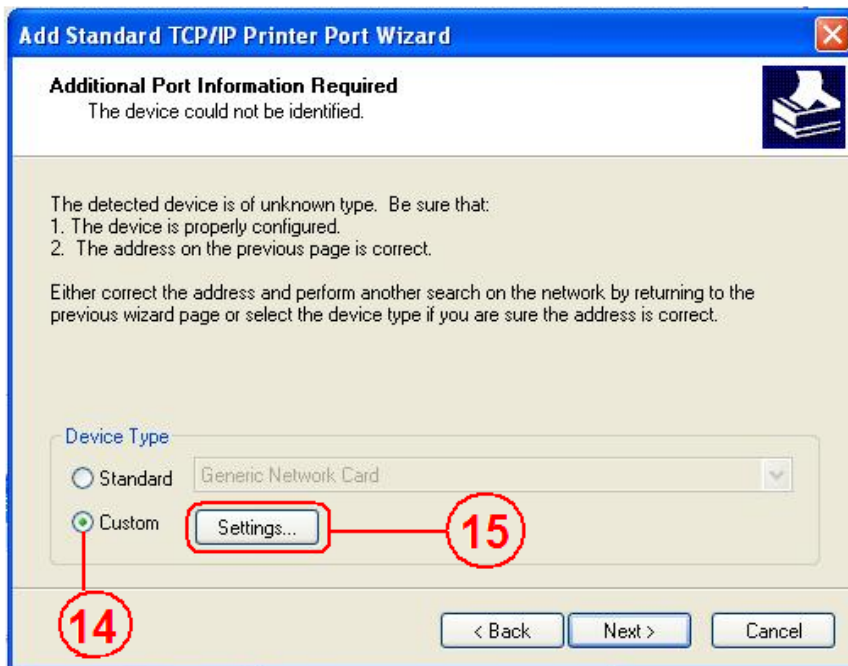 Add Standard TCP/IP Printer Port Wizard
Additional Port Information Required
The device could not be identified.
The detected device is of unknown type.  Be sure that:
1. The device is properly configured.
2.  The address on the previous page is correct.
Either correct the address and perform another search on the network by returning to the
previous wizard page or select the device type if you are sure the address is correct.
Device Type
Standard Generic Network Card
Custom Settings... 15
14
< Back Next > Cancel